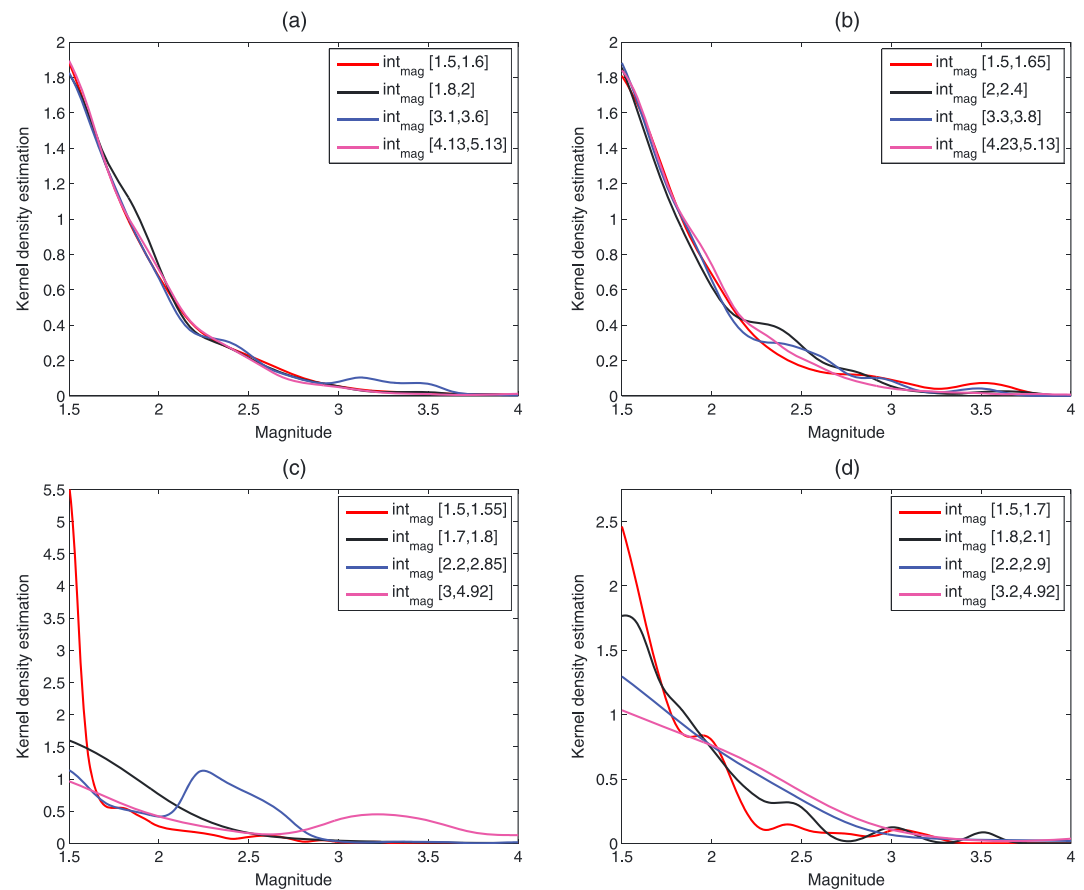 (a)
2
1.8
1.6
1.4
1.2
1
0.8
0.6
0.4
0.2
0
1.5
2
2.5
3
3.5
4
Kernel density estimation
Magnitude
int_mag [1.5,1.6]
int_mag [1.8,2]
int_mag [3.1,3.6]
int_mag [4.13,5.13]
(b)
2
1.8
1.6
1.4
1.2
1
0.8
0.6
0.4
0.2
0
1.5
2
2.5
3
3.5
4
Kernel density estimation
Magnitude
int_mag [1.5,1.65]
int_mag [2,2.4]
int_mag [3.3,3.8]
int_mag [4.23,5.13]
(c)
5.5
5
4.5
5
3.5
3
2.5
2
1.5
1
0.5
0
1.5
2
2.5
3
3.5
4
Kernel density estimation
Magnitude
int_mag [1.5,1.55]
int_mag [1.7,1.8]
int_mag [2.2,2.85]
int_mag [3,4.92]
(d)
2.5
2
1.5
1
0.5
0
1.5
2
2.5
3
3.5
4
Kernel density estimation
Magnitude
int_mag [1.5,1.7]
int_mag [1.8,2.1]
int_mag [2.2,2.9]
int_mag [3.2,4.92]